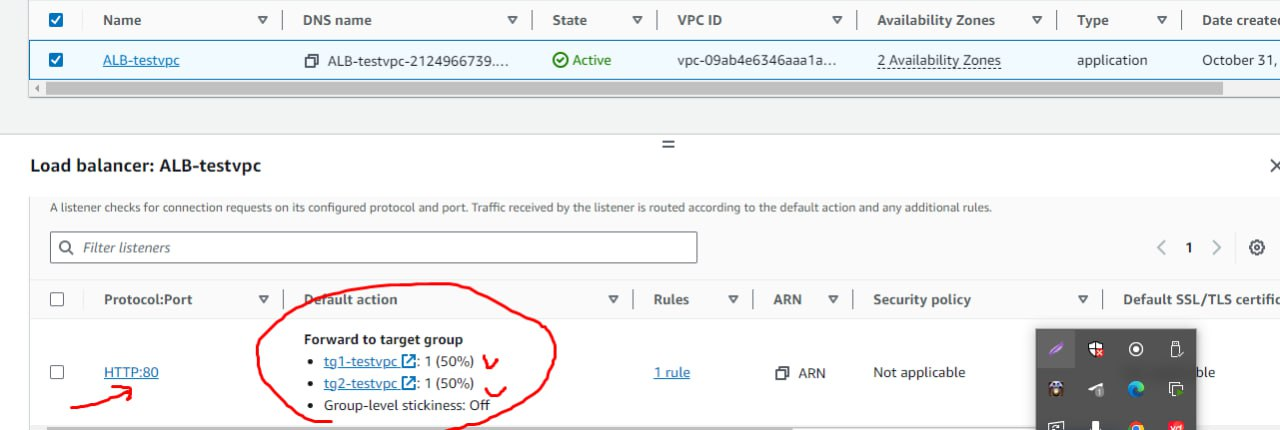 Name DNS name State VPC ID Availability Zones Type Date created
ALB-testvpc ALB-testvpc-2124966739.... Active vpc-09ab4e6346aaa1a... 2 Availability Zones application October 31,
Load balancer: ALB-testvpc
A listener checks for connection requests on its configured protocol and port. Traffic received by the listener is routed according to the default action and any additional rules.
Filter listeners 1
Protocol:Port Default action Rules ARN Security policy Default SSL/TLS certific
Forward to target group
• tg1-testvpc : 1 (50%)
HTTP:80 1 rule ARN Not applicable
• tg2-testvpc : 1 (50%)
• Group-level stickiness: Off